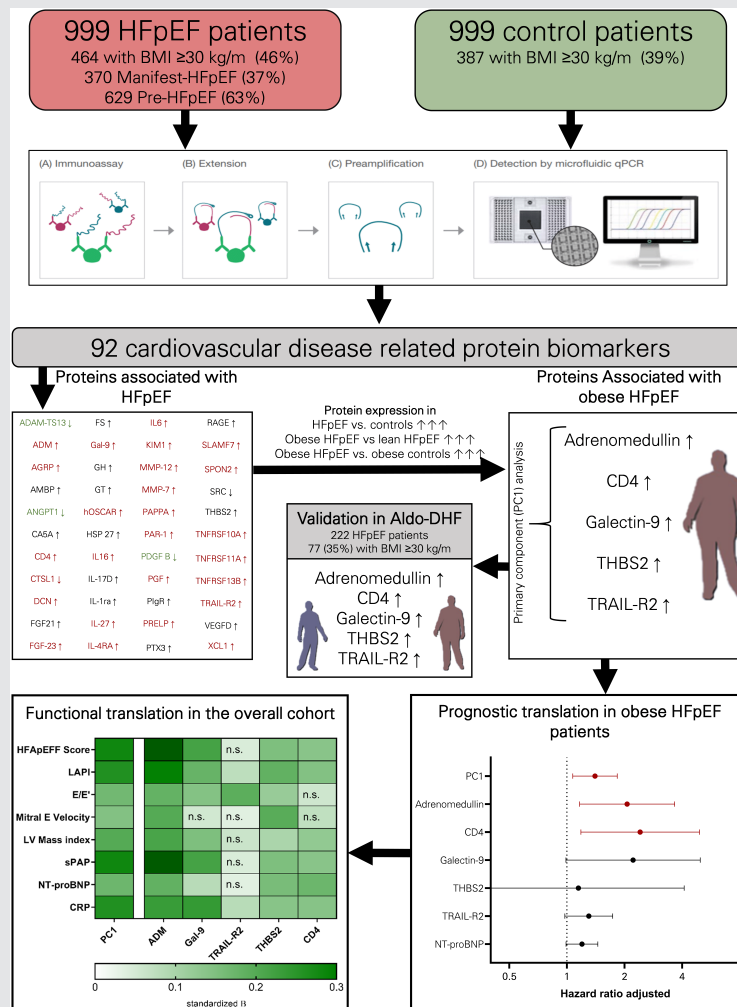 999 HFpEF patients
464 with BMI ≥30 kg/m (46%)
370 Manifest-HFpEF (37%)
629 Pre-HFpEF (63%)
999 control patients
387 with BMI ≥30 kg/m (39%)
(A) Immunoassay
(B) Extension
(C) Preamplification
(D) Detection by microfluidic qPCR
92 cardiovascular disease related protein biomarkers
Proteins associated with
HFpEF
ADAM-TS13 ↓ FS ↑ IL6 ↑ RAGE ↑
ADM ↑ Gal-9 ↑ KIM1 ↑ SLAMF7 ↑
AGRP ↑ GH ↑ MMP-12 ↑ SPON2 ↑
AMBP ↑ GT ↑ MMP-7 ↑ SRC ↓
ANGPT1 ↓ hOSCAR ↑ PAPPA ↑ THBS2 ↑
CA5A ↑ HSP 27 ↑ PAR-1 ↑ TNFRSF10A ↑
CD4 ↑ IL16 ↑ PDGF B ↓ TNFRSF11A ↑
CTSL1 ↓ IL-17D ↑ PGF ↑ TNFRSF13B ↑
DCN ↑ IL-1ra ↑ PIgR ↑ TRAIL-R2 ↑
FGF21 ↑ IL-27 ↑ PRELP ↑ VEGFD ↑
FGF-23 ↑ IL-4RA ↑ PTX3 ↑ XCL1 ↑
Protein expression in
HFpEF vs. controls ↑↑↑
Obese HFpEF vs lean HFpEF ↑↑↑
Obese HFpEF vs. obese controls ↑↑↑
Proteins Associated with
obese HFpEF
Primary component (PC1) analysis
Adrenomedullin ↑
CD4 ↑
Galectin-9 ↑
THBS2 ↑
TRAIL-R2 ↑
Validation in Aldo-DHF
222 HFpEF patients
77 (35%) with BMI ≥30 kg/m
Adrenomedullin ↑
CD4 ↑
Galectin-9 ↑
THBS2 ↑
TRAIL-R2 ↑
Functional translation in the overall cohort
HFApEFF Score n.s.
LAPI
E/E' n.s.
Mitral E Velocity n.s. n.s. n.s.
LV Mass index n.s.
sPAP n.s.
NT-proBNP n.s.
CRP
PC1 ADM Gal-9 TRAIL-R2 THBS2 CD4
0 0.1 0.2 0.3
standardized B
Prognostic translation in obese HFpEF
patients
PC1
Adrenomedullin
CD4
Galectin-9
THBS2
TRAIL-R2
NT-proBNP
0.5 1 2 4
Hazard ratio adjusted